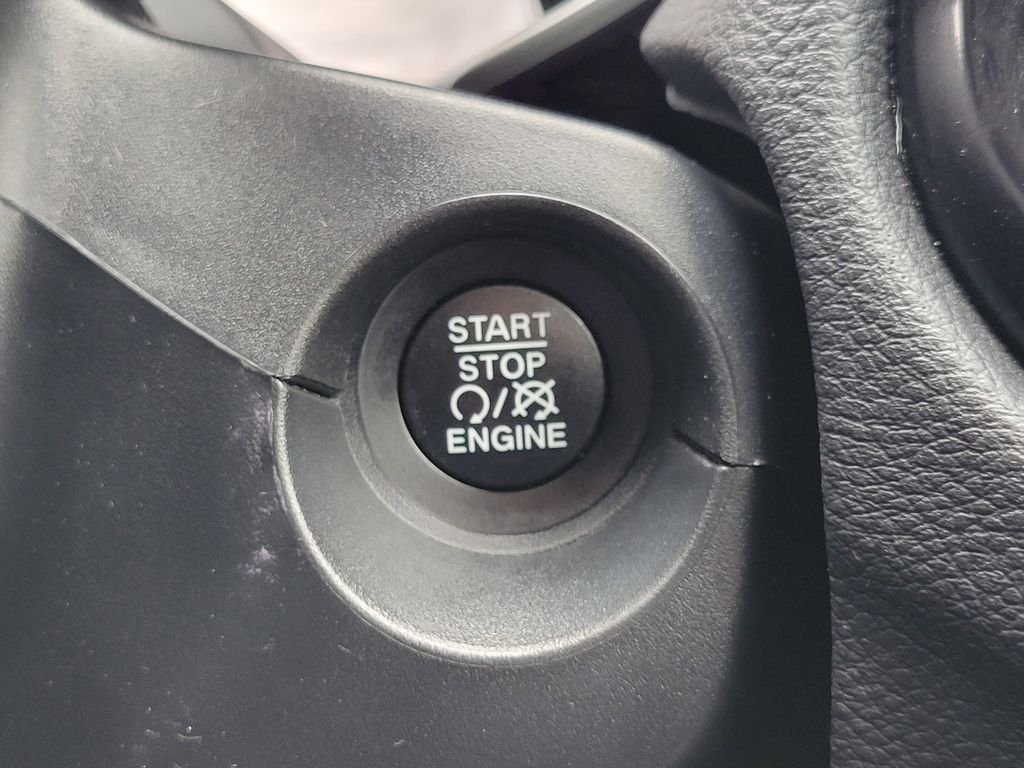 START
STOP
/
ENGINE